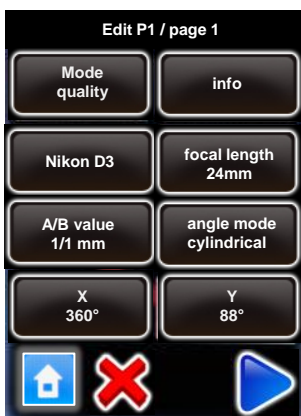 Edit P1 / page 1
Mode
quality
info
Nikon D3
focal length
24mm
A/B value
1/1 mm
angle mode
cylindrical
X
360°
Y
88°